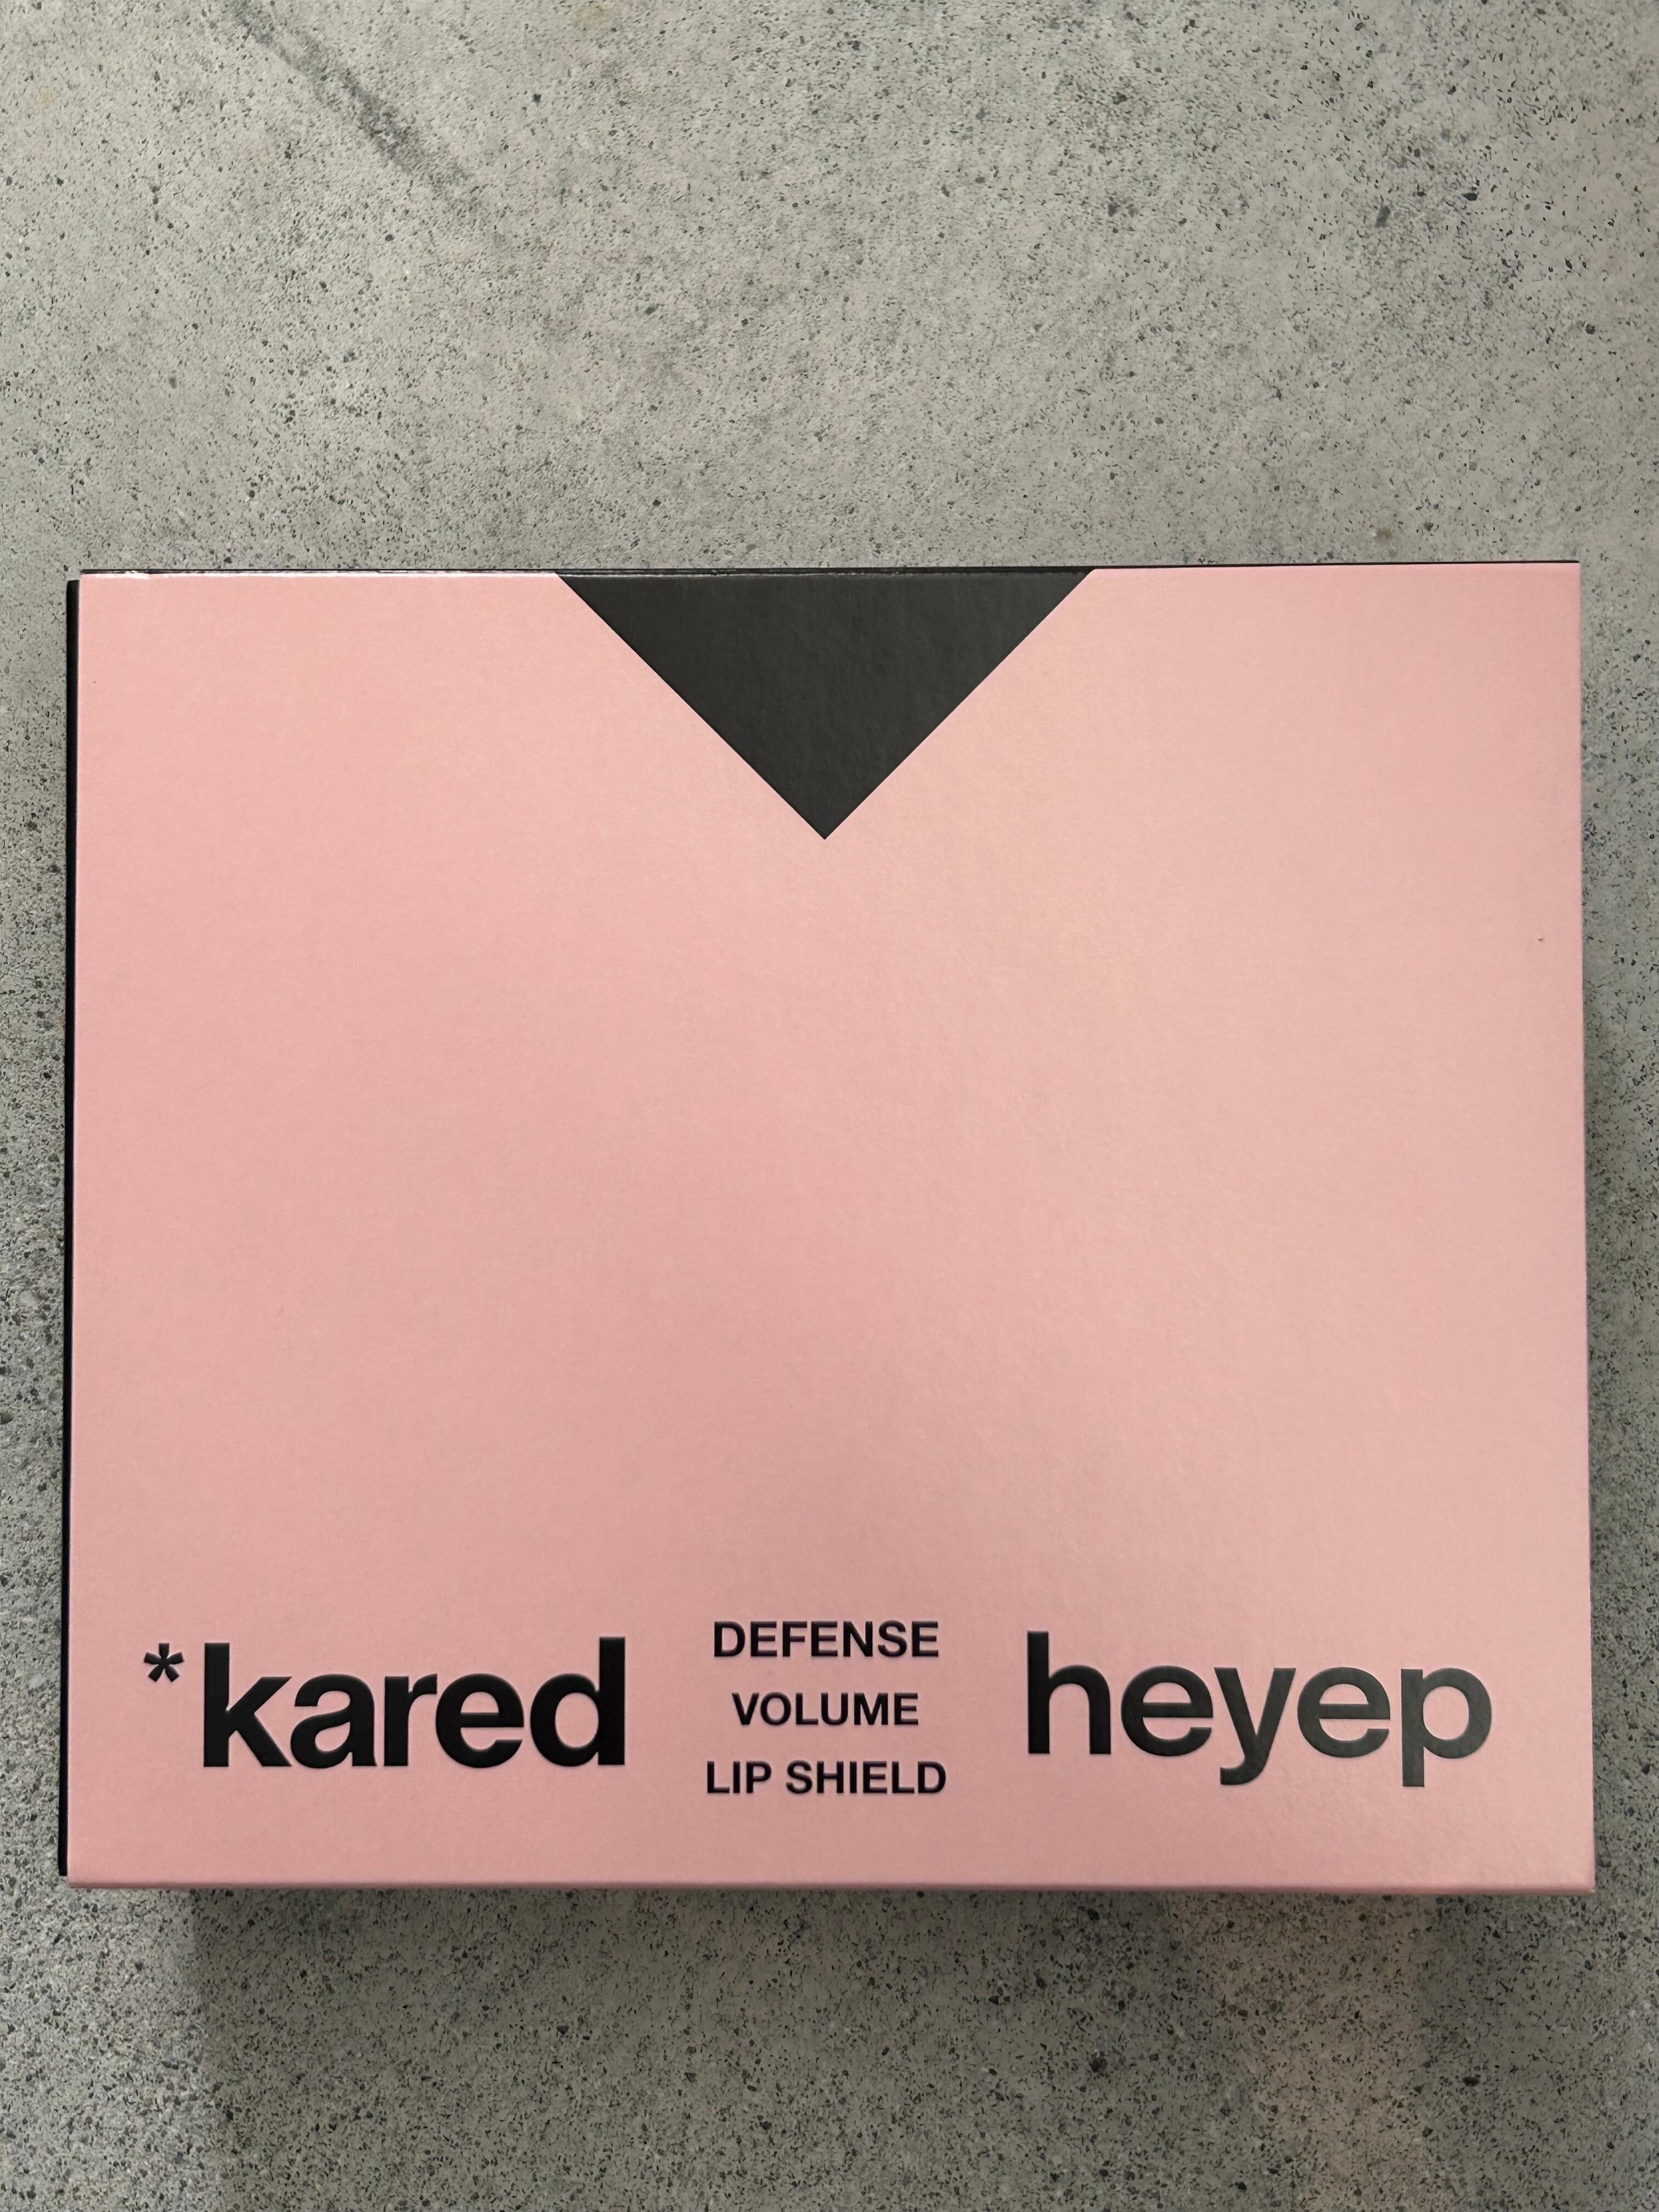 *kared
DEFENSE
VOLUME
LIP SHIELD
heyep